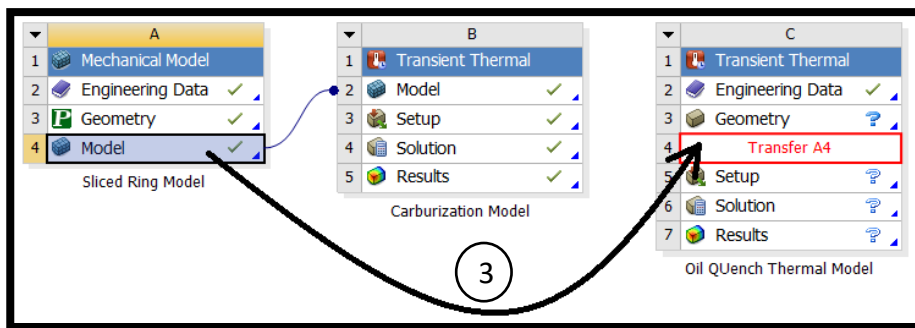 A
1 Mechanical Model
2 Engineering Data
3 P Geometry
4 Model
Sliced Ring Model
B
1 Transient Thermal
2 Model
3 Setup
4 Solution
5 Results
Carburization Model
C
1 Transient Thermal
2 Engineering Data
3 Geometry ?
4 Transfer A4
5 Setup ?
6 Solution ?
7 Results ?
Oil QUench Thermal Model
3